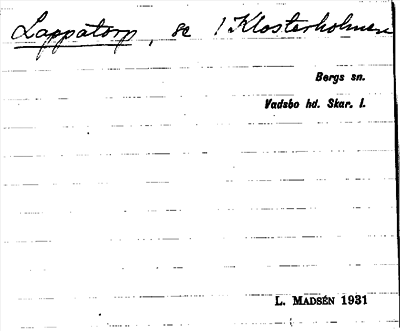 Lappatorp, se 1 Klosterholmen
Bergs sn.
Vadsbo hd. Skar. l.
L. MADSÉN 1931